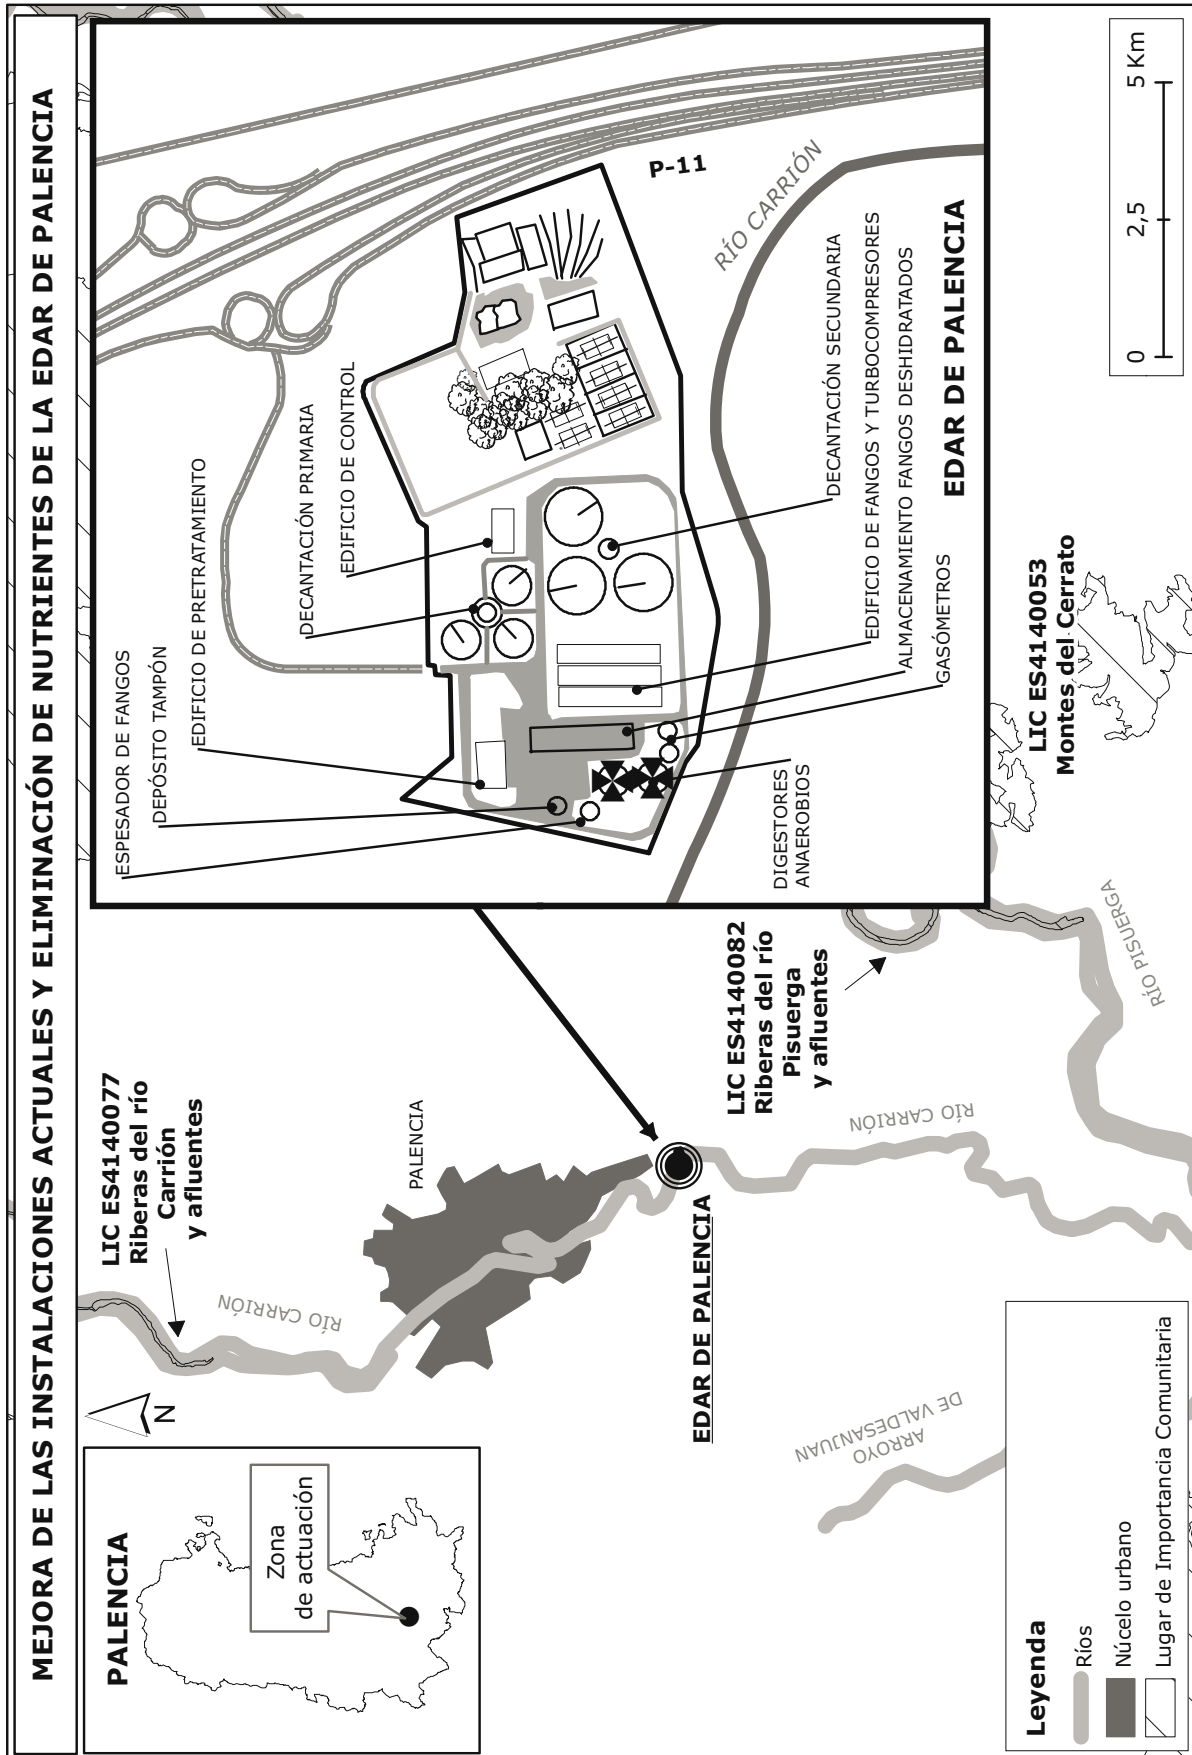 MEJORA DE LAS INSTALACIONES ACTUALES Y ELIMINACIÓN DE NUTRIENTES DE LA EDAR DE PALENCIA
PALENCIA
Zona
de actuación
N
LIC ES4140077
Riberas del río
Carrión
y afluentes
RÍO CARRIÓN
PALENCIA
EDAR DE PALENCIA
ARROYO
DE VALDESANJUAN
LIC ES4140082
Riberas del río
Pisuerga
y afluentes
RÍO CARRIÓN
RÍO PISUERGA
LIC ES4140053
Montes del Cerrato
ESPESADOR DE FANGOS
DEPÓSITO TAMPÓN
EDIFICIO DE PRETRATAMIENTO
DECANTACIÓN PRIMARIA
EDIFICIO DE CONTROL
P-11
RÍO CARRIÓN
DIGESTORES
ANAEROBIOS
DECANTACIÓN SECUNDARIA
EDIFICIO DE FANGOS Y TURBOCOMPRESORES
ALMACENAMIENTO FANGOS DESHIDRATADOS
GASÓMETROS
EDAR DE PALENCIA
Leyenda
Ríos
Núcelo urbano
Lugar de Importancia Comunitaria
0 2,5 5 Km